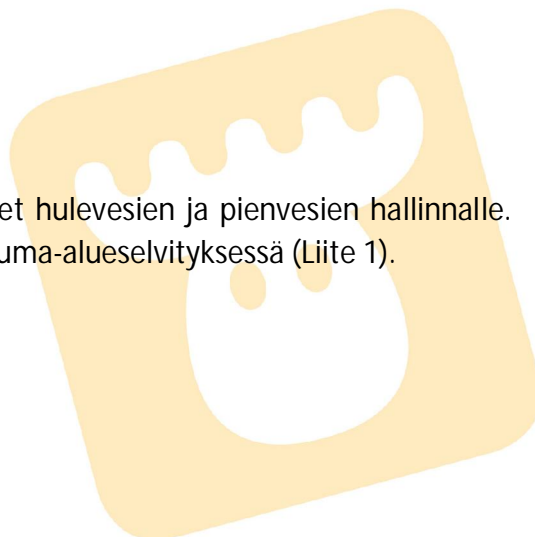 et hulevesien ja pienvesien hallinnalle.
uma-alueselvityksessä (Liite 1).